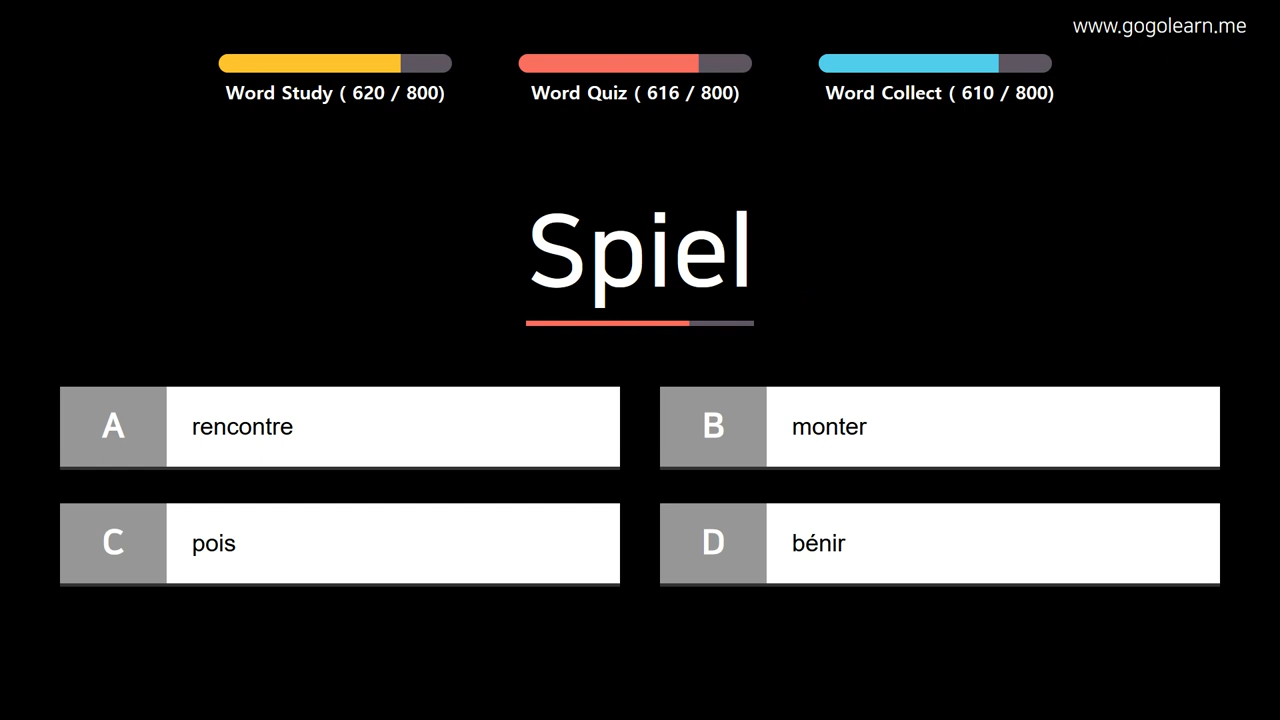 www.gogolearn.me
Word Study ( 620 / 800)
Word Quiz ( 616 / 800)
Word Collect ( 610 / 800)
Spiel
A rencontre
B monter
C pois
D bénir